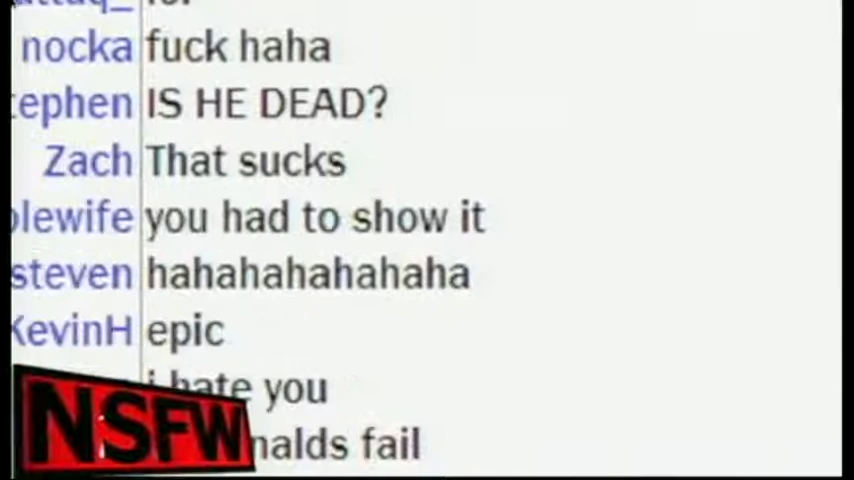 nocka fuck haha
tephen IS HE DEAD?
Zach That sucks
lewife you had to show it
steven hahahahahahaha
KevinH epic
i hate you
nalds fail
NSFW